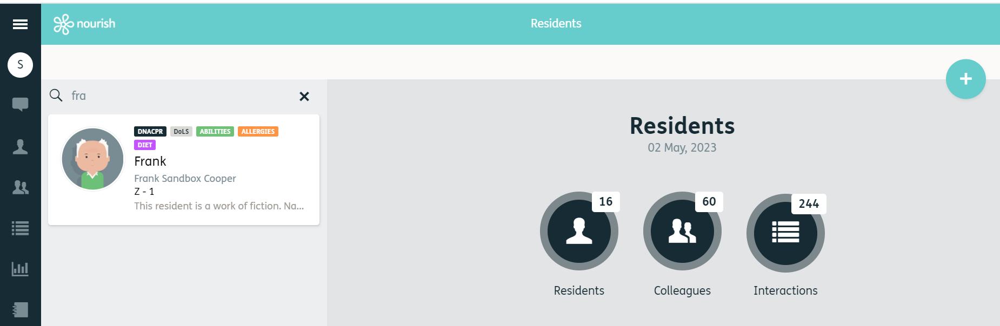 nourish
Residents
S
fra
DNACPR DoLS ABILITIES ALLERGIES
DIET
Frank
Frank Sandbox Cooper
Z - 1
This resident is a work of fiction. Na...
Residents
02 May, 2023
16
60
244
Residents
Colleagues
Interactions